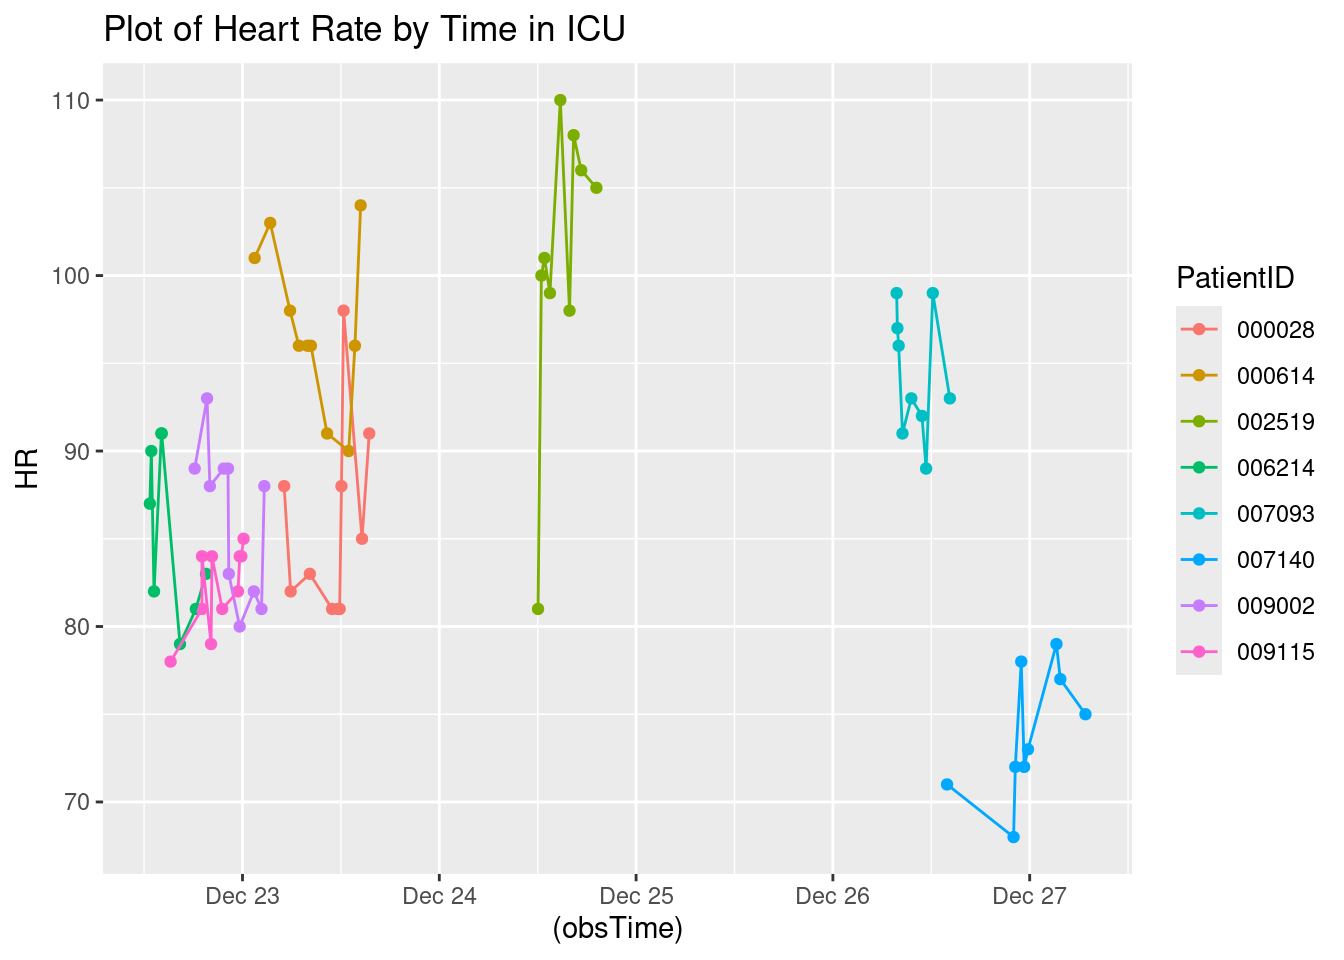 Plot of Heart Rate by Time in ICU
HR
110
100
90
80
70
Dec 23
Dec 24
Dec 25
Dec 26
Dec 27
(obsTime)
PatientID
000028
000614
002519
006214
007093
007140
009002
009115